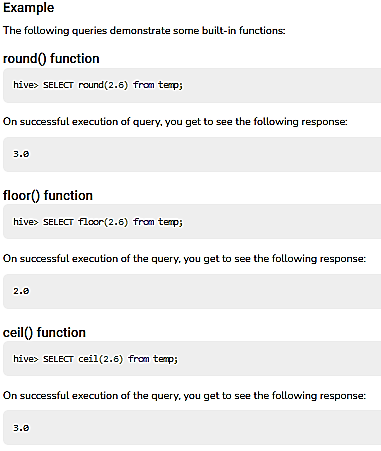 Example
The following queries demonstrate some built-in functions:
round() function
hive> SELECT round(2.6) from temp;
On successful execution of query, you get to see the following response:
3.0
floor() function
hive> SELECT floor(2.6) from temp;
On successful execution of the query, you get to see the following response:
2.0
ceil() function
hive> SELECT ceil(2.6) from temp;
On successful execution of the query, you get to see the following response:
3.0